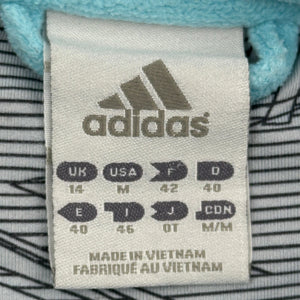 adidas
UK USA F D
14 M 42 40
E I J CDN
40 46 OT M/M
MADE IN VIETNAM
FABRIQUÉ AU VIETNAM